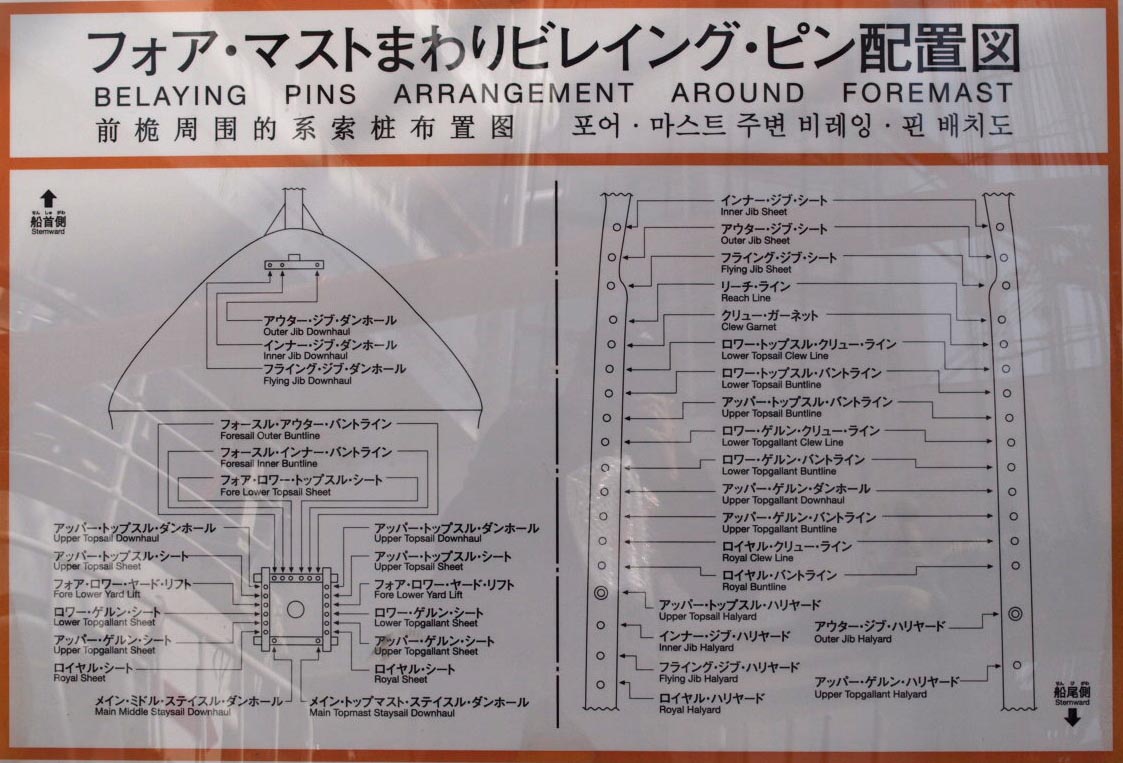 フォア・マストまわりビレイング・ピン配置図
BELAYING PINS ARRANGEMENT AROUND FOREMAST
前桅周围的系索桩布置图 포어・마스트 주변 비레잉・핀 배치도
せんしゅがわ
船首側
Stemward
アウター・ジブ・ダンホール
Outer Jib Downhaul
インナー・ジブ・ダンホール
Inner Jib Downhaul
フライング・ジブ・ダンホール
Flying Jib Downhaul
フォースル・アウター・バントライン
Foresail Outer Buntline
フォースル・インナー・バントライン
Foresail Inner Buntline
フォア・ロワー・トップスル・シート
Fore Lower Topsail Sheet
アッパー・トップスル・ダンホール
Upper Topsail Downhaul
アッパー・トップスル・シート
Upper Topsail Sheet
フォア・ロワー・ヤード・リフト
Fore Lower Yard Lift
ロワー・ゲルン・シート
Lower Topgallant Sheet
アッパー・ゲルン・シート
Upper Topgallant Sheet
ロイヤル・シート
Royal Sheet
アッパー・トップスル・ダンホール
Upper Topsail Downhaul
アッパー・トップスル・シート
Upper Topsail Sheet
フォア・ロワー・ヤード・リフト
Fore Lower Yard Lift
ロワー・ゲルン・シート
Lower Topgallant Sheet
アッパー・ゲルン・シート
Upper Topgallant Sheet
ロイヤル・シート
Royal Sheet
メイン・ミドル・ステイスル・ダンホール
Main Middle Staysail Downhaul
メイン・トップマスト・ステイスル・ダンホール
Main Topmast Staysail Downhaul
インナー・ジブ・シート
Inner Jib Sheet
アウター・ジブ・シート
Outer Jib Sheet
フライング・ジブ・シート
Flying Jib Sheet
リーチ・ライン
Reach Line
クリュー・ガーネット
Clew Garnet
ロワー・トップスル・クリュー・ライン
Lower Topsail Clew Line
ロワー・トップスル・バントライン
Lower Topsail Buntline
アッパー・トップスル・バントライン
Upper Topsail Buntline
ロワー・ゲルン・クリュー・ライン
Lower Topgallant Clew Line
ロワー・ゲルン・バントライン
Lower Topgallant Buntline
アッパー・ゲルン・ダンホール
Upper Topgallant Downhaul
アッパー・ゲルン・バントライン
Upper Topgallant Buntline
ロイヤル・クリュー・ライン
Royal Clew Line
ロイヤル・バントライン
Royal Buntline
アッパー・トップスル・ハリヤード
Upper Topsail Halyard
インナー・ジブ・ハリヤード
Inner Jib Halyard
フライング・ジブ・ハリヤード
Flying Jib Halyard
ロイヤル・ハリヤード
Royal Halyard
アウター・ジブ・ハリヤード
Outer Jib Halyard
アッパー・ゲルン・ハリヤード
Upper Topgallant Halyard
せんびがわ
船尾側
Sternward